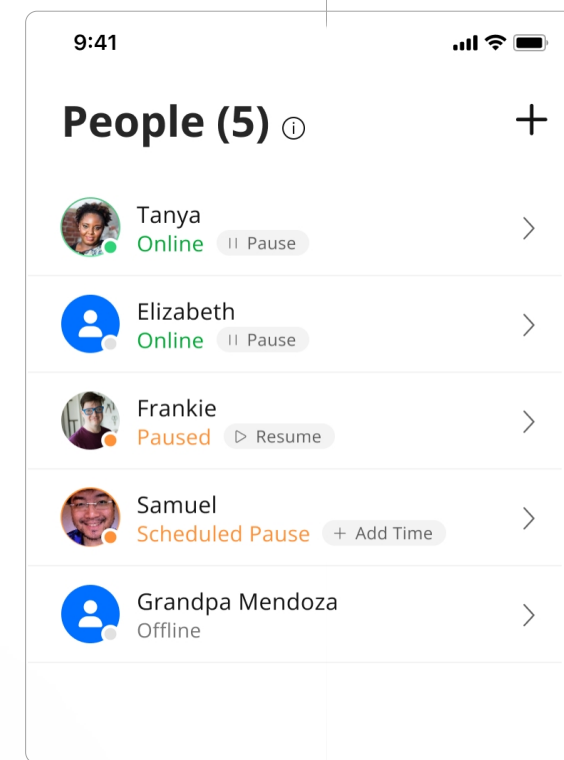 9:41
People (5)
Tanya
Online Pause
Elizabeth
Online Pause
Frankie
Paused Resume
Samuel
Scheduled Pause + Add Time
Grandpa Mendoza
Offline